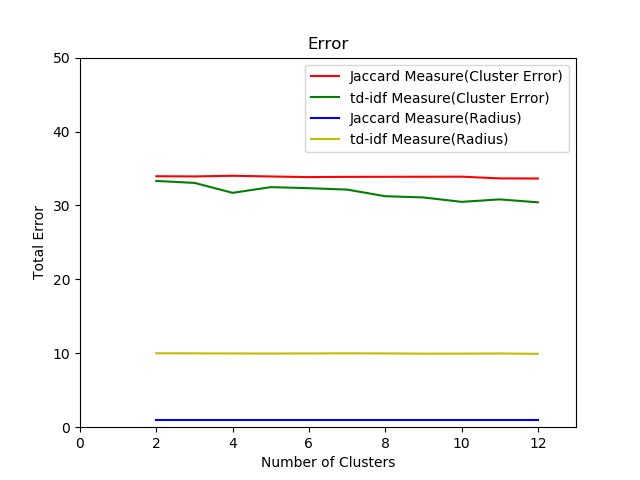 Error
50
40
30
20
10
0
Total Error
Jaccard Measure(Cluster Error)
td-idf Measure(Cluster Error)
Jaccard Measure(Radius)
td-idf Measure(Radius)
0 2 4 6 8 10 12
Number of Clusters